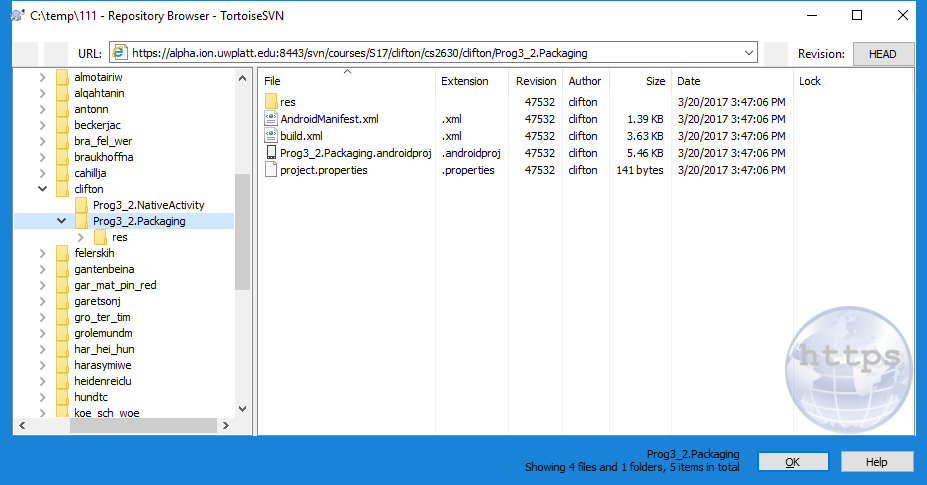 C:\temp\111 - Repository Browser - TortoiseSVN
URL: https://alpha.ion.uwplatt.edu:8443/svn/courses/S17/clifton/cs2630/clifton/Prog3_2.Packaging Revision: HEAD
almotairiw
alqahtanin
antonn
beckerjac
bra_fel_wer
braukhoffna
cahillja
clifton
Prog3_2.NativeActivity
Prog3_2.Packaging
res
felerskih
gantenbeina
gar_mat_pin_red
garetsonj
gro_ter_tim
grolemundm
har_hei_hun
harasymiwe
heidenreiclu
hundtc
koe_sch_woe
File Extension Revision Author Size Date Lock
res 47532 clifton 3/20/2017 3:47:06 PM
AndroidManifest.xml .xml 47532 clifton 1.39 KB 3/20/2017 3:47:06 PM
build.xml .xml 47532 clifton 3.63 KB 3/20/2017 3:47:06 PM
Prog3_2.Packaging.androidproj .androidproj 47532 clifton 5.46 KB 3/20/2017 3:47:06 PM
project.properties .properties 47532 clifton 141 bytes 3/20/2017 3:47:06 PM
https
Prog3_2.Packaging
Showing 4 files and 1 folders, 5 items in total
OK Help